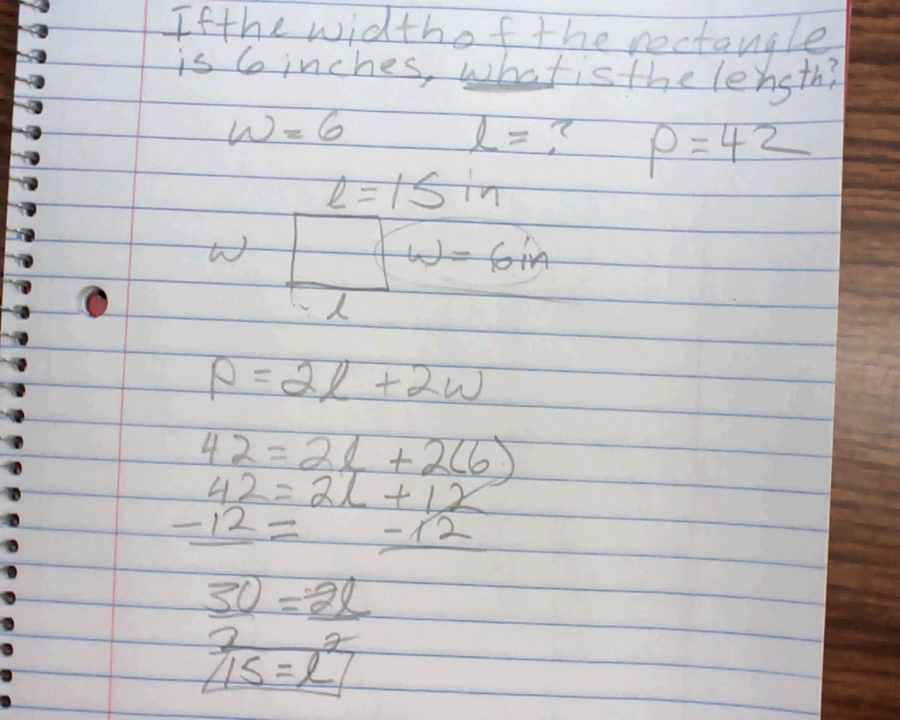 If the width of the rectangle
is 6 inches, what is the length?
w = 6 l = ? p = 42
l = 15 in
w w = 6in
l
P = 2l + 2w
42 = 2l + 2(6)
42 = 2l + 12
-12 = -12
30 = 2l
2 2
15 = l